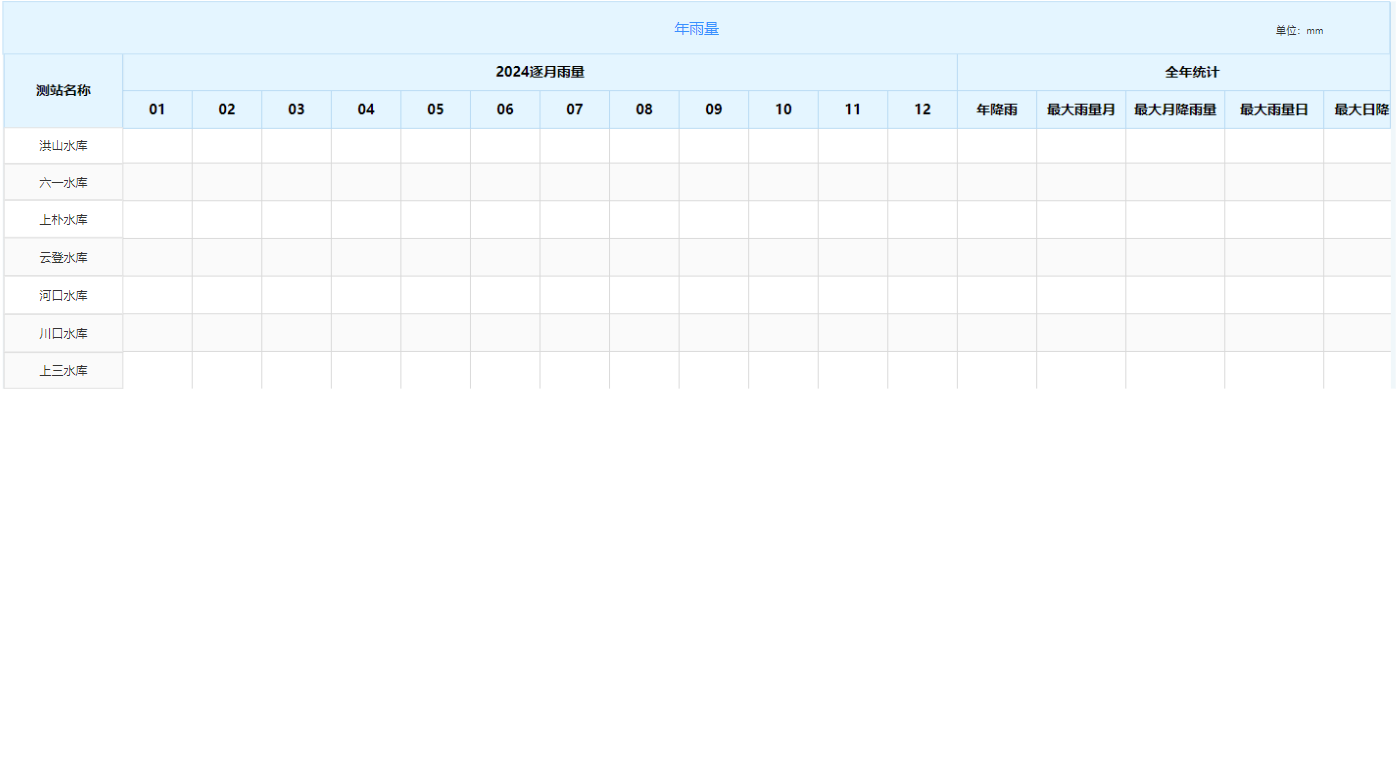 年雨量
单位：mm
测站名称 2024逐月雨量 全年统计
01 02 03 04 05 06 07 08 09 10 11 12 年降雨 最大雨量月 最大月降雨量 最大雨量日 最大日降
洪山水库
六一水库
上朴水库
云登水库
河口水库
川口水库
上三水库